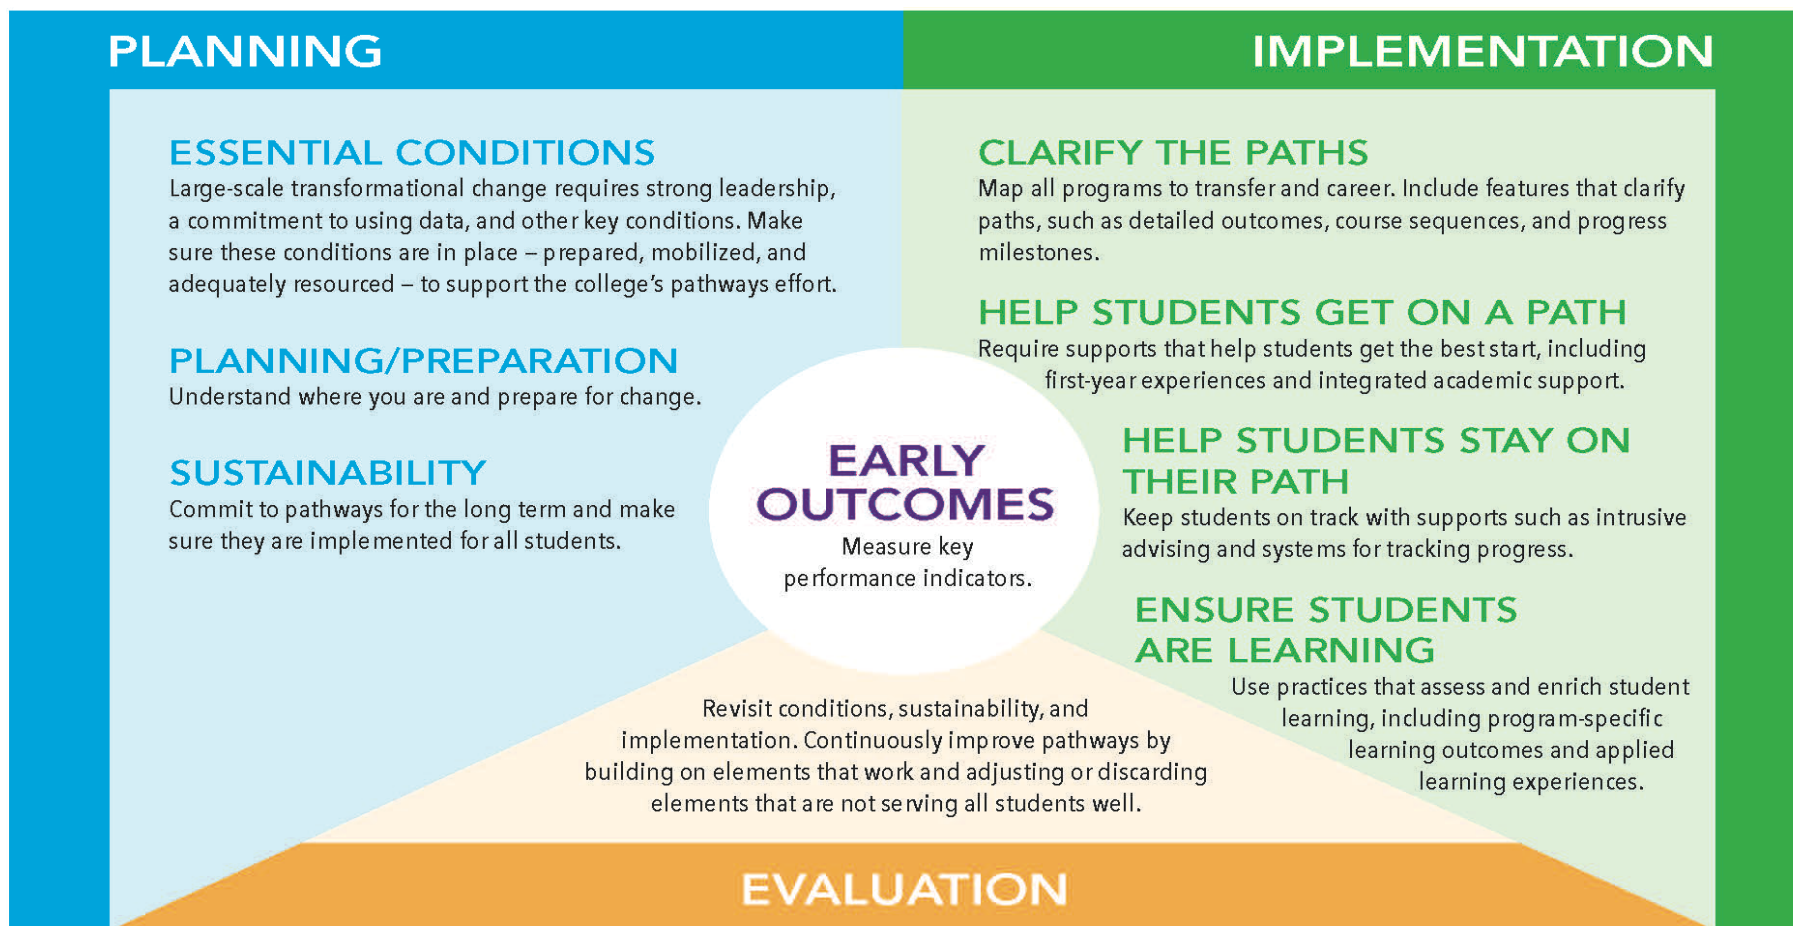 PLANNING
ESSENTIAL CONDITIONS
Large-scale transformational change requires strong leadership,
a commitment to using data, and other key conditions. Make
sure these conditions are in place – prepared, mobilized, and
adequately resourced – to support the college's pathways effort.
PLANNING/PREPARATION
Understand where you are and prepare for change.
SUSTAINABILITY
Commit to pathways for the long term and make
sure they are implemented for all students.
IMPLEMENTATION
CLARIFY THE PATHS
Map all programs to transfer and career. Include features that clarify
paths, such as detailed outcomes, course sequences, and progress
milestones.
HELP STUDENTS GET ON A PATH
Require supports that help students get the best start, including
first-year experiences and integrated academic support.
HELP STUDENTS STAY ON
THEIR PATH
Keep students on track with supports such as intrusive
advising and systems for tracking progress.
ENSURE STUDENTS
ARE LEARNING
Use practices that assess and enrich student
learning, including program-specific
learning outcomes and applied
learning experiences.
EARLY
OUTCOMES
Measure key
performance indicators.
Revisit conditions, sustainability, and
implementation. Continuously improve pathways by
building on elements that work and adjusting or discarding
elements that are not serving all students well.
EVALUATION